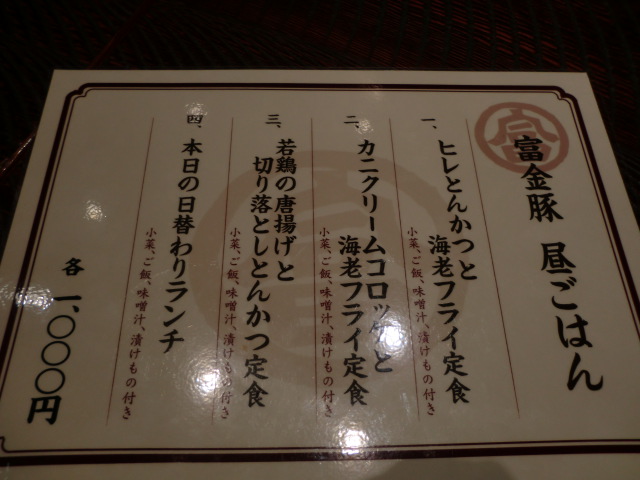 富金豚 昼ごはん
一、ヒレとんかつと
海老フライ定食
小菜、ご飯、味噌汁、漬けもの付き
二、カニクリームコロッケと
海老フライ定食
小菜、ご飯、味噌汁、漬けもの付き
三、若鶏の唐揚げと
切り落としとんかつ定食
小菜、ご飯、味噌汁、漬けもの付き
四、本日の日替わりランチ
小菜、ご飯、味噌汁、漬けもの付き
各 一、〇〇〇円